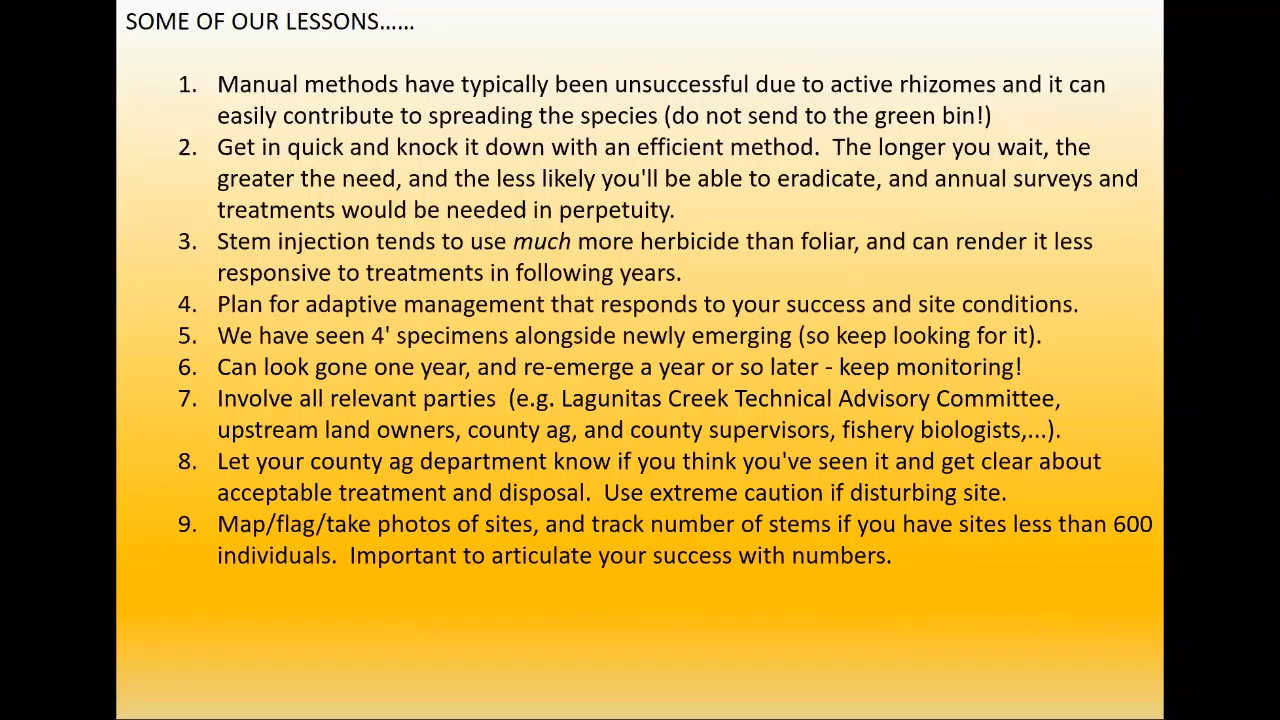 SOME OF OUR LESSONS……
1. Manual methods have typically been unsuccessful due to active rhizomes and it can
easily contribute to spreading the species (do not send to the green bin!)
2. Get in quick and knock it down with an efficient method.  The longer you wait, the
greater the need, and the less likely you'll be able to eradicate, and annual surveys and
treatments would be needed in perpetuity.
3. Stem injection tends to use much more herbicide than foliar, and can render it less
responsive to treatments in following years.
4. Plan for adaptive management that responds to your success and site conditions.
5. We have seen 4' specimens alongside newly emerging (so keep looking for it).
6. Can look gone one year, and re-emerge a year or so later - keep monitoring!
7. Involve all relevant parties  (e.g. Lagunitas Creek Technical Advisory Committee,
upstream land owners, county ag, and county supervisors, fishery biologists,...).
8. Let your county ag department know if you think you've seen it and get clear about
acceptable treatment and disposal.  Use extreme caution if disturbing site.
9. Map/flag/take photos of sites, and track number of stems if you have sites less than 600
individuals.  Important to articulate your success with numbers.